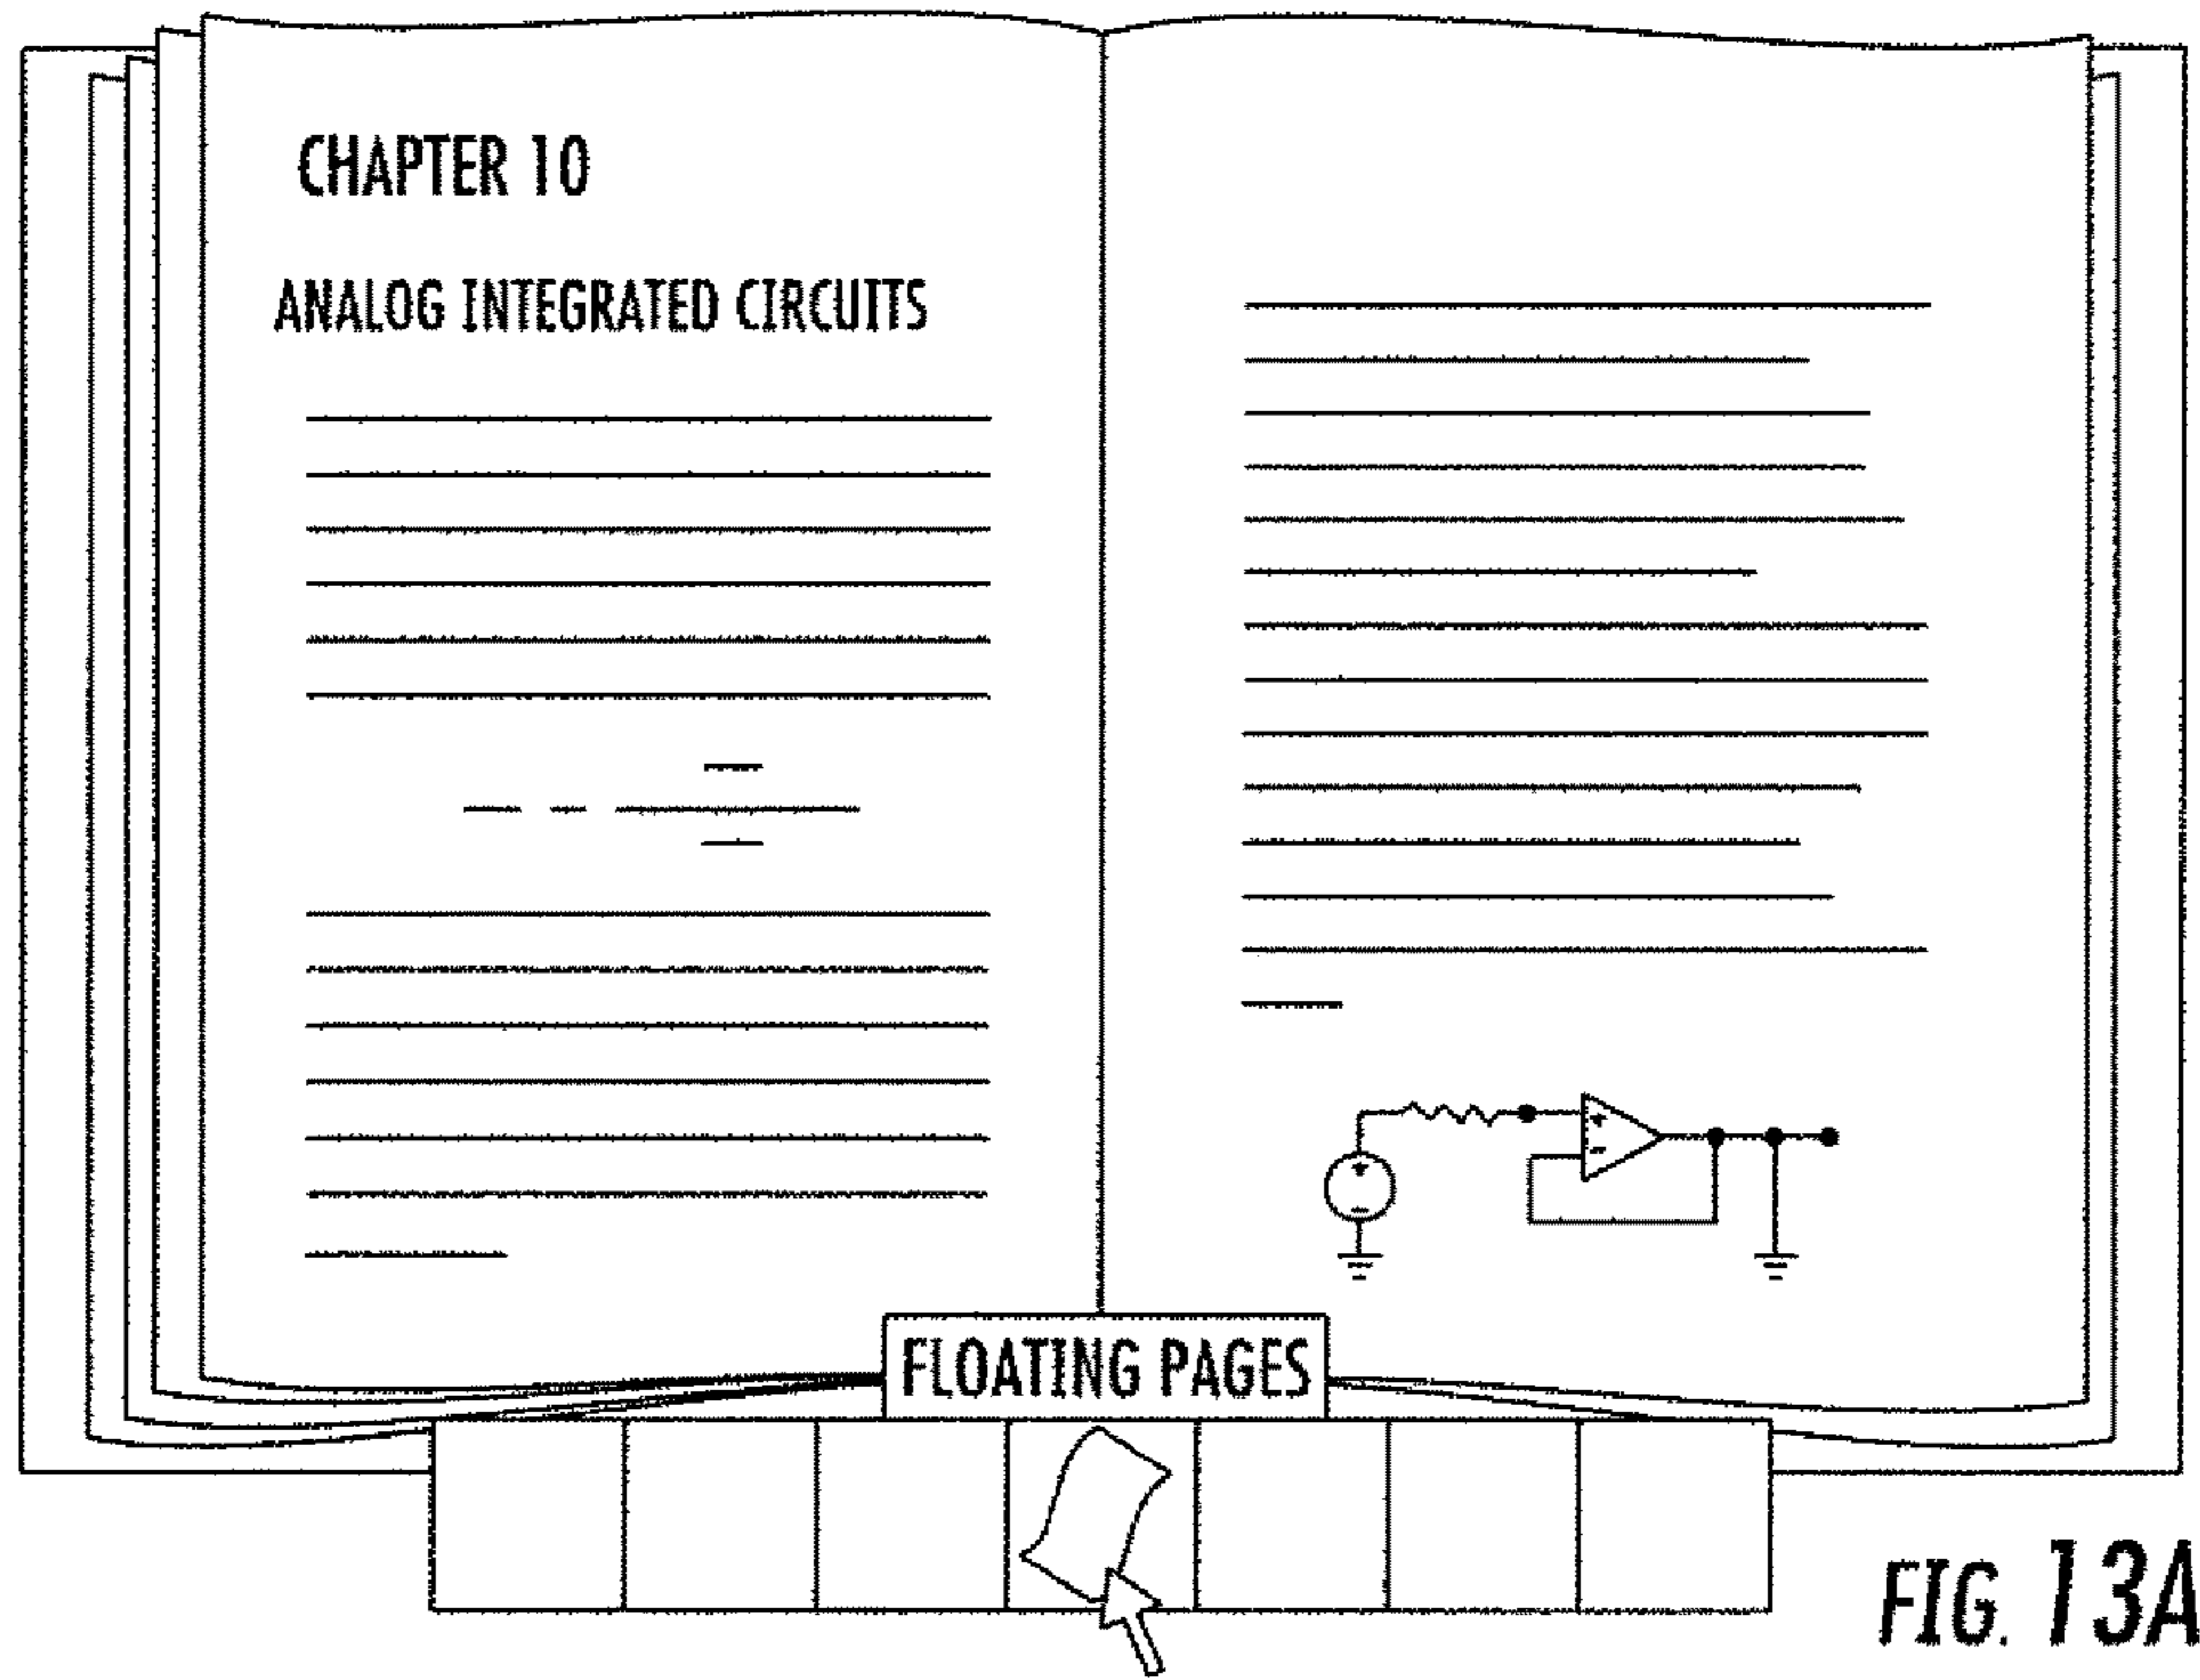 CHAPTER 10
ANALOG INTEGRATED CIRCUITS
+
-
+
-
FLOATING PAGES
FIG. 13A